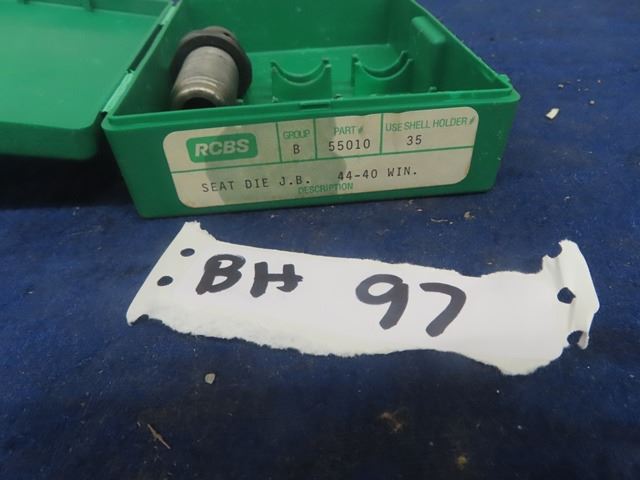 RCBS GROUP PART# USE SHELL HOLDER#
B 55010 35
SEAT DIE J.B. 44-40 WIN.
DESCRIPTION
BH 97